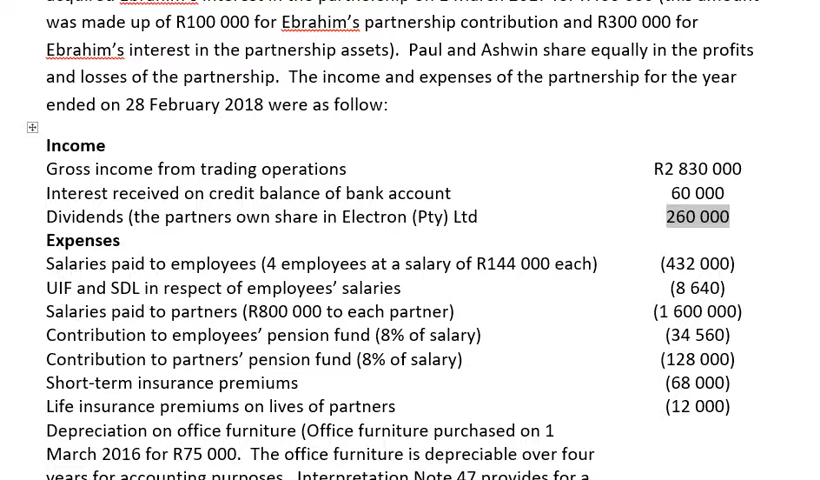 was made up of R100 000 for Ebrahim's partnership contribution and R300 000 for
Ebrahim's interest in the partnership assets). Paul and Ashwin share equally in the profits
and losses of the partnership. The income and expenses of the partnership for the year
ended on 28 February 2018 were as follow:
Income
Gross income from trading operations R2 830 000
Interest received on credit balance of bank account 60 000
Dividends (the partners own share in Electron (Pty) Ltd 260 000
Expenses
Salaries paid to employees (4 employees at a salary of R144 000 each) (432 000)
UIF and SDL in respect of employees' salaries (8 640)
Salaries paid to partners (R800 000 to each partner) (1 600 000)
Contribution to employees' pension fund (8% of salary) (34 560)
Contribution to partners' pension fund (8% of salary) (128 000)
Short-term insurance premiums (68 000)
Life insurance premiums on lives of partners (12 000)
Depreciation on office furniture (Office furniture purchased on 1
March 2016 for R75 000. The office furniture is depreciable over four
years for accounting purposes. Interpretation Note 47 provides for a